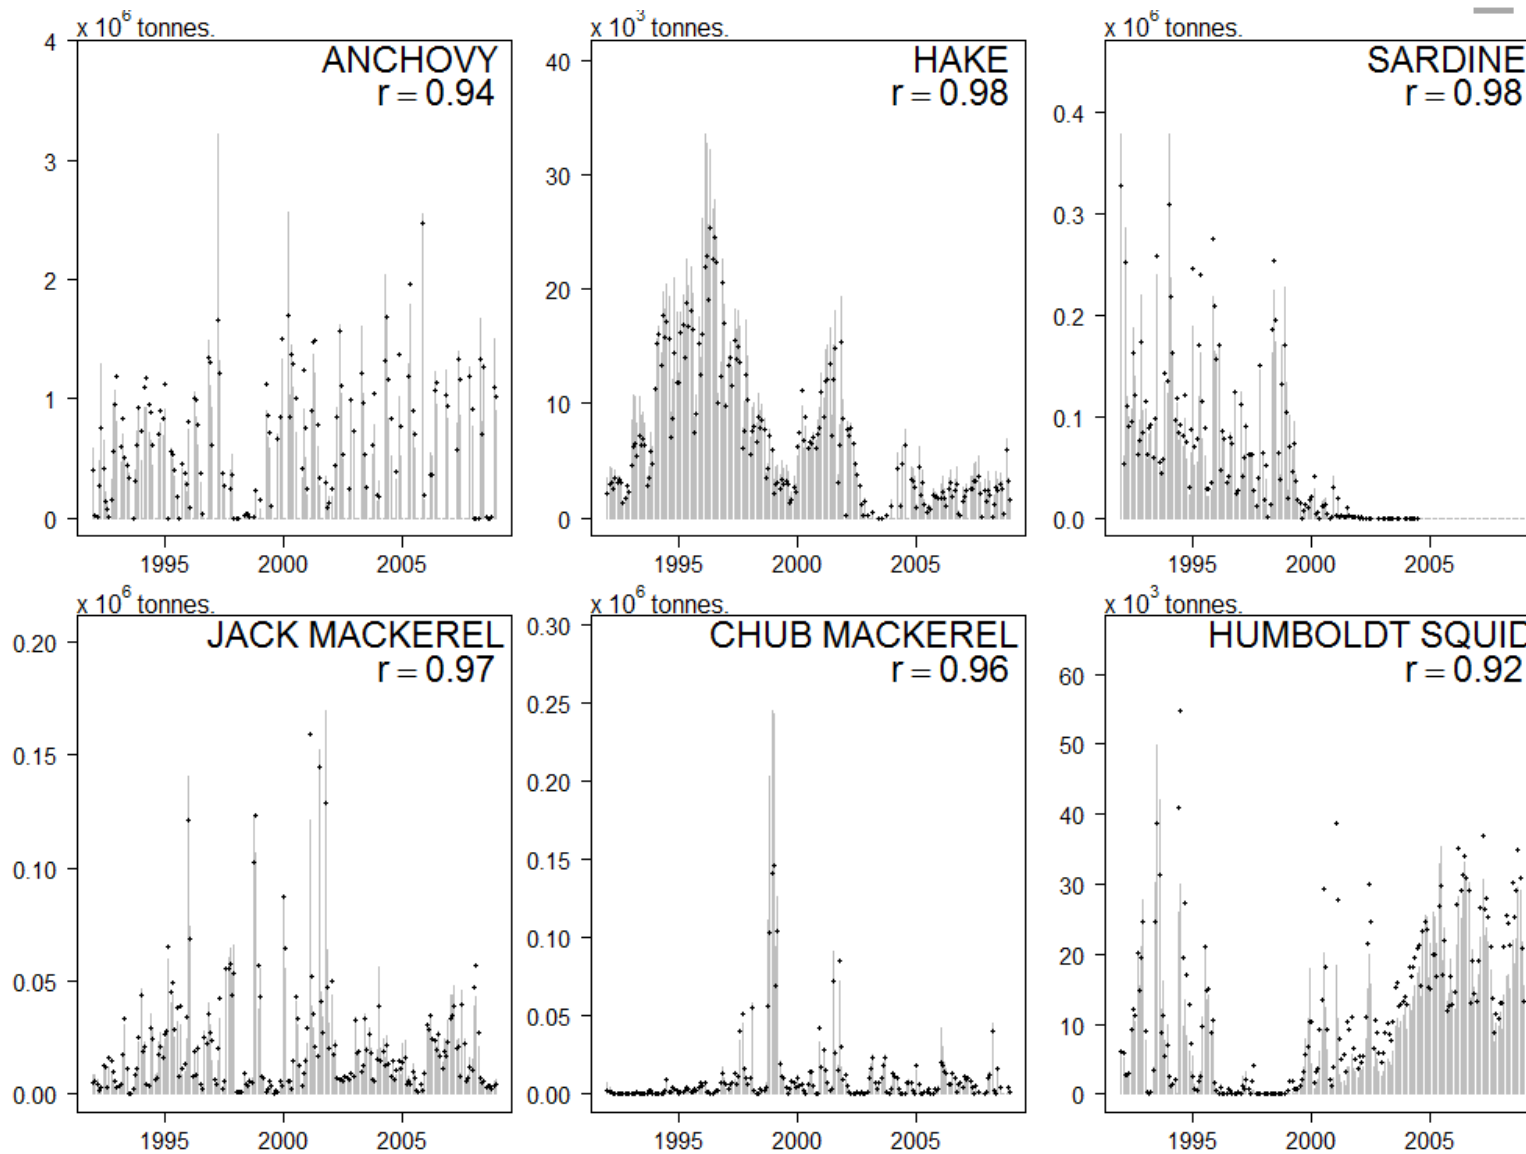 x 10⁶ tonnes.
ANCHOVY
r = 0.94
4
3
2
1
0
1995 2000 2005
x 10³ tonnes.
HAKE
r = 0.98
40
30
20
10
0
1995 2000 2005
x 10⁶ tonnes.
SARDINE
r = 0.98
0.4
0.3
0.2
0.1
0.0
1995 2000 2005
x 10⁶ tonnes.
JACK MACKEREL
r = 0.97
0.20
0.15
0.10
0.05
0.00
1995 2000 2005
x 10⁶ tonnes.
CHUB MACKEREL
r = 0.96
0.30
0.25
0.20
0.15
0.10
0.05
0.00
1995 2000 2005
x 10³ tonnes.
HUMBOLDT SQUID
r = 0.92
60
50
40
30
20
10
0
1995 2000 2005